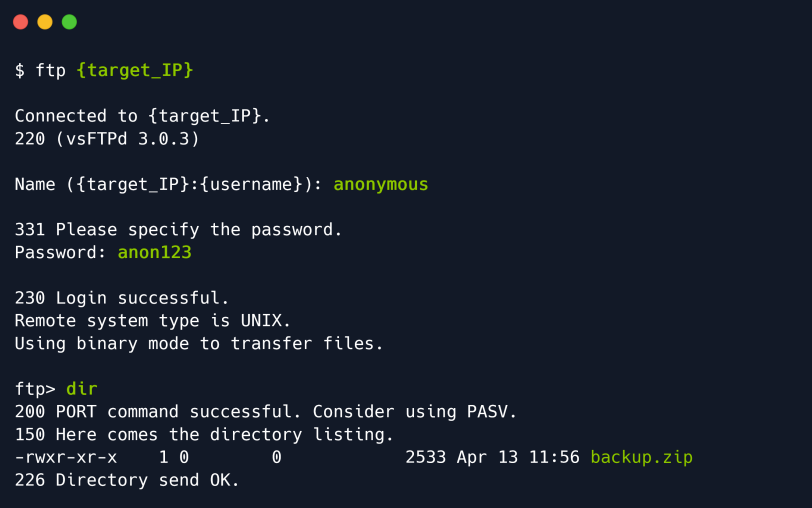 $ ftp {target_IP}
Connected to {target_IP}.
220 (vsFTPd 3.0.3)
Name ({target_IP}:{username}): anonymous
331 Please specify the password.
Password: anon123
230 Login successful.
Remote system type is UNIX.
Using binary mode to transfer files.
ftp> dir
200 PORT command successful. Consider using PASV.
150 Here comes the directory listing.
-rwxr-xr-x    1 0        0            2533 Apr 13 11:56 backup.zip
226 Directory send OK.